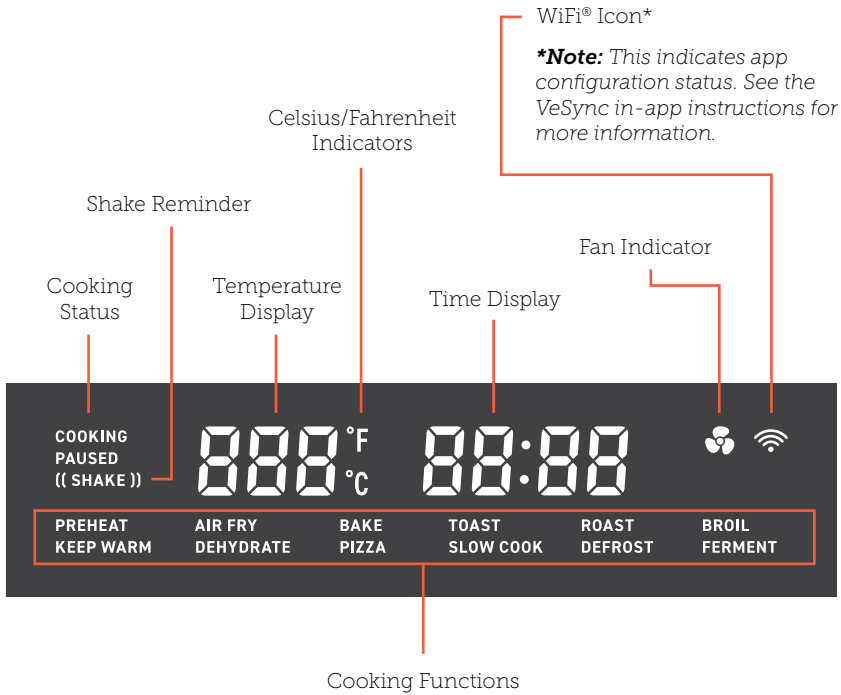 WiFi® Icon*
*Note: This indicates app
configuration status. See the
VeSync in-app instructions for
more information.
Celsius/Fahrenheit
Indicators
Shake Reminder
Fan Indicator
Cooking
Status
Temperature
Display
Time Display
COOKING
PAUSED
(( SHAKE ))
888 °F
°C
88:88
PREHEAT AIR FRY BAKE TOAST ROAST BROIL
KEEP WARM DEHYDRATE PIZZA SLOW COOK DEFROST FERMENT
Cooking Functions